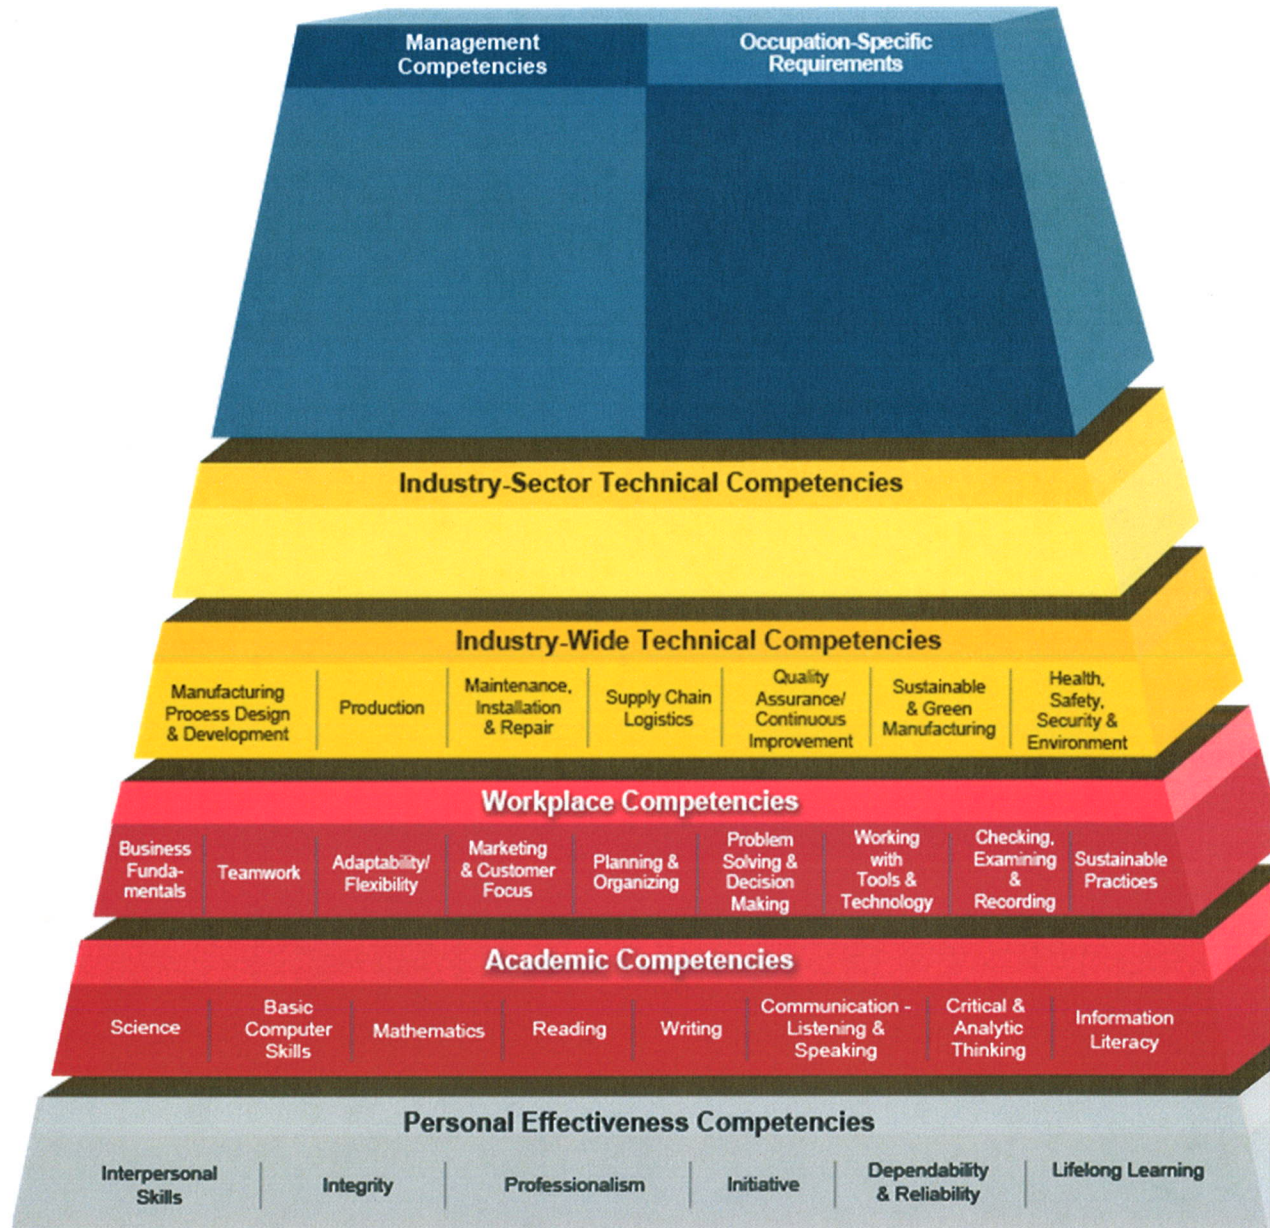 Management
Competencies
Occupation-Specific
Requirements
Industry-Sector Technical Competencies
Industry-Wide Technical Competencies
Manufacturing
Process Design
& Development
Production
Maintenance,
Installation
& Repair
Supply Chain
Logistics
Quality
Assurance/
Continuous
Improvement
Sustainable
& Green
Manufacturing
Health,
Safety,
Security &
Environment
Workplace Competencies
Business
Funda-
mentals
Teamwork
Adaptability/
Flexibility
Marketing
& Customer
Focus
Planning &
Organizing
Problem
Solving &
Decision
Making
Working
with
Tools &
Technology
Checking,
Examining
&
Recording
Sustainable
Practices
Academic Competencies
Science
Basic
Computer
Skills
Mathematics
Reading
Writing
Communication -
Listening &
Speaking
Critical &
Analytic
Thinking
Information
Literacy
Personal Effectiveness Competencies
Interpersonal
Skills
Integrity
Professionalism
Initiative
Dependability
& Reliability
Lifelong Learning